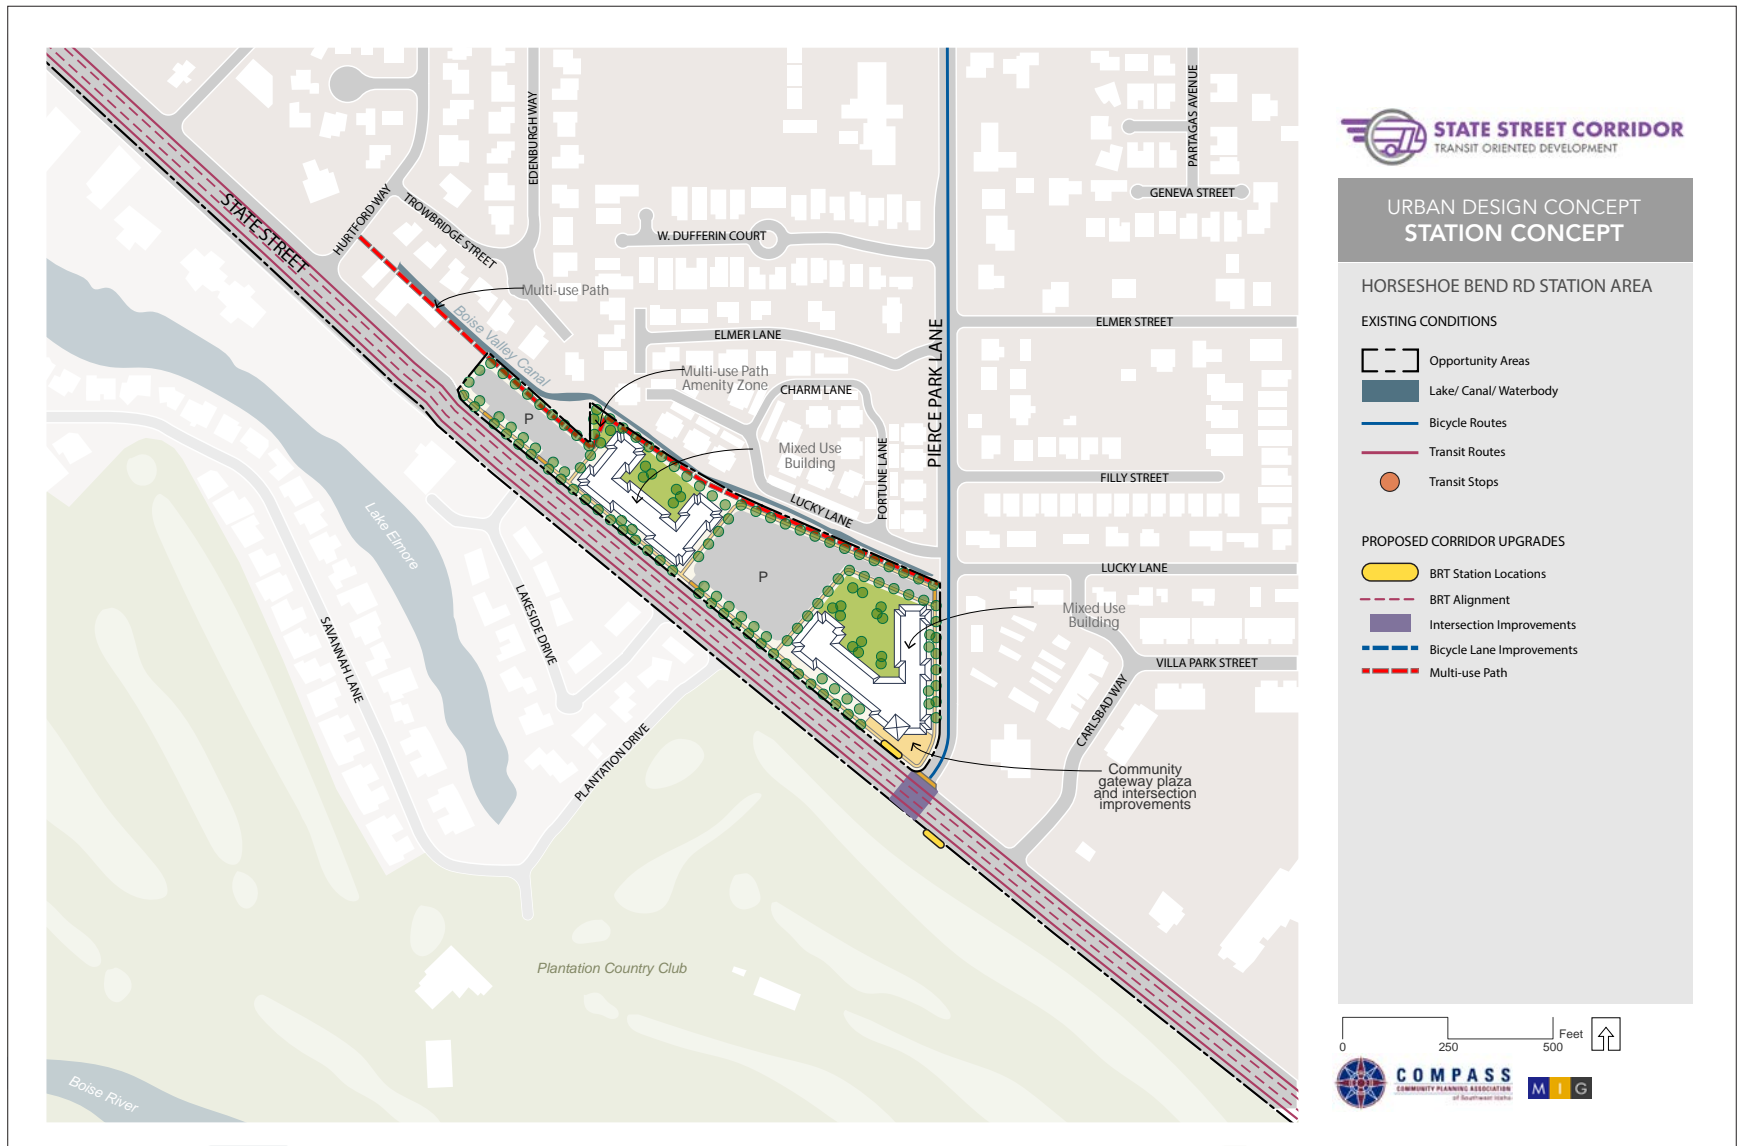 STATE STREET
HURTFORD WAY
TROWBRIDGE STREET
EDENBURGH WAY
W. DUFFERIN COURT
PARTAGAS AVENUE
GENEVA STREET
Multi-use Path
Boise Valley Canal
ELMER LANE
ELMER STREET
PIERCE PARK LANE
Multi-use Path
Amenity Zone
CHARM LANE
FORTUNE LANE
P
Mixed Use
Building
LUCKY LANE
FILLY STREET
Lake Elmore
LAKESIDE DRIVE
SAVANNAH LANE
P
LUCKY LANE
Mixed Use
Building
VILLA PARK STREET
CARLSBAD WAY
PLANTATION DRIVE
Community
gateway plaza
and intersection
improvements
Plantation Country Club
Boise River
STATE STREET CORRIDOR
TRANSIT ORIENTED DEVELOPMENT
URBAN DESIGN CONCEPT
STATION CONCEPT
HORSESHOE BEND RD STATION AREA
EXISTING CONDITIONS
Opportunity Areas
Lake/ Canal/ Waterbody
Bicycle Routes
Transit Routes
Transit Stops
PROPOSED CORRIDOR UPGRADES
BRT Station Locations
BRT Alignment
Intersection Improvements
Bicycle Lane Improvements
Multi-use Path
0 250 500 Feet
COMPASS
COMMUNITY PLANNING ASSOCIATION
of Southwest Idaho
M I G